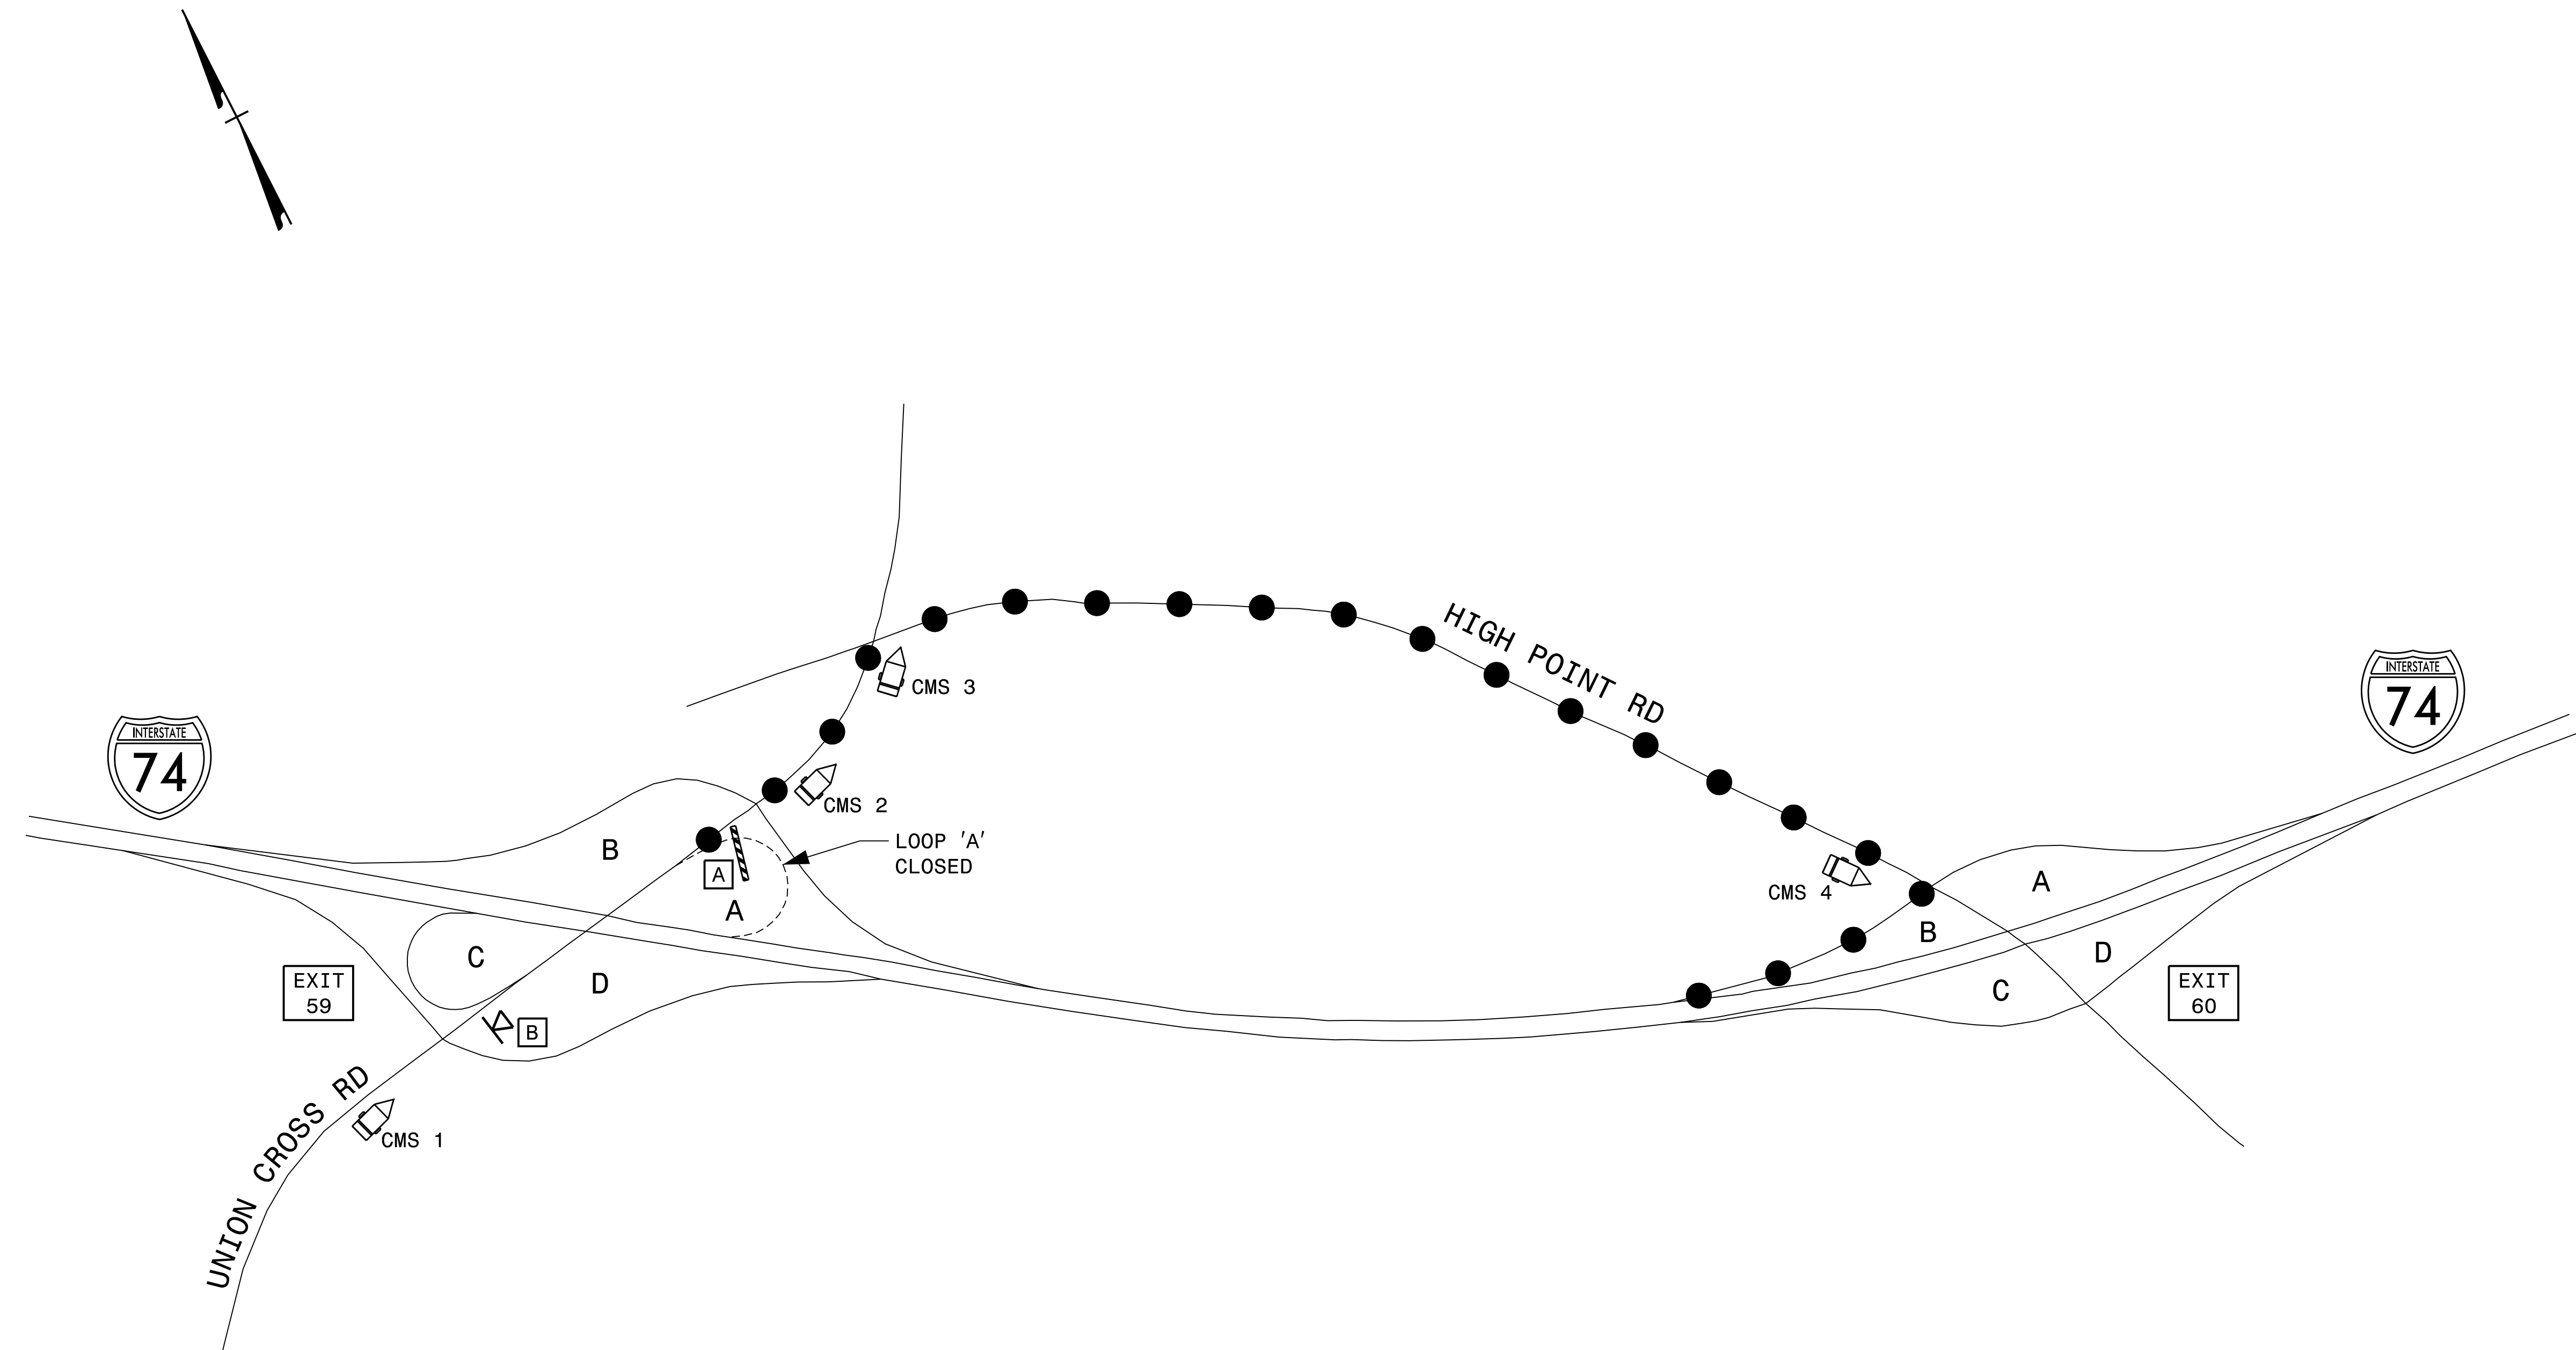 HIGH POINT RD
INTERSTATE
74
CMS 3
INTERSTATE
74
CMS 2
LOOP 'A'
CLOSED
B
A
A
CMS 4
A
B
C
D
D
C
EXIT
59
EXIT
60
B
UNION CROSS RD
CMS 1